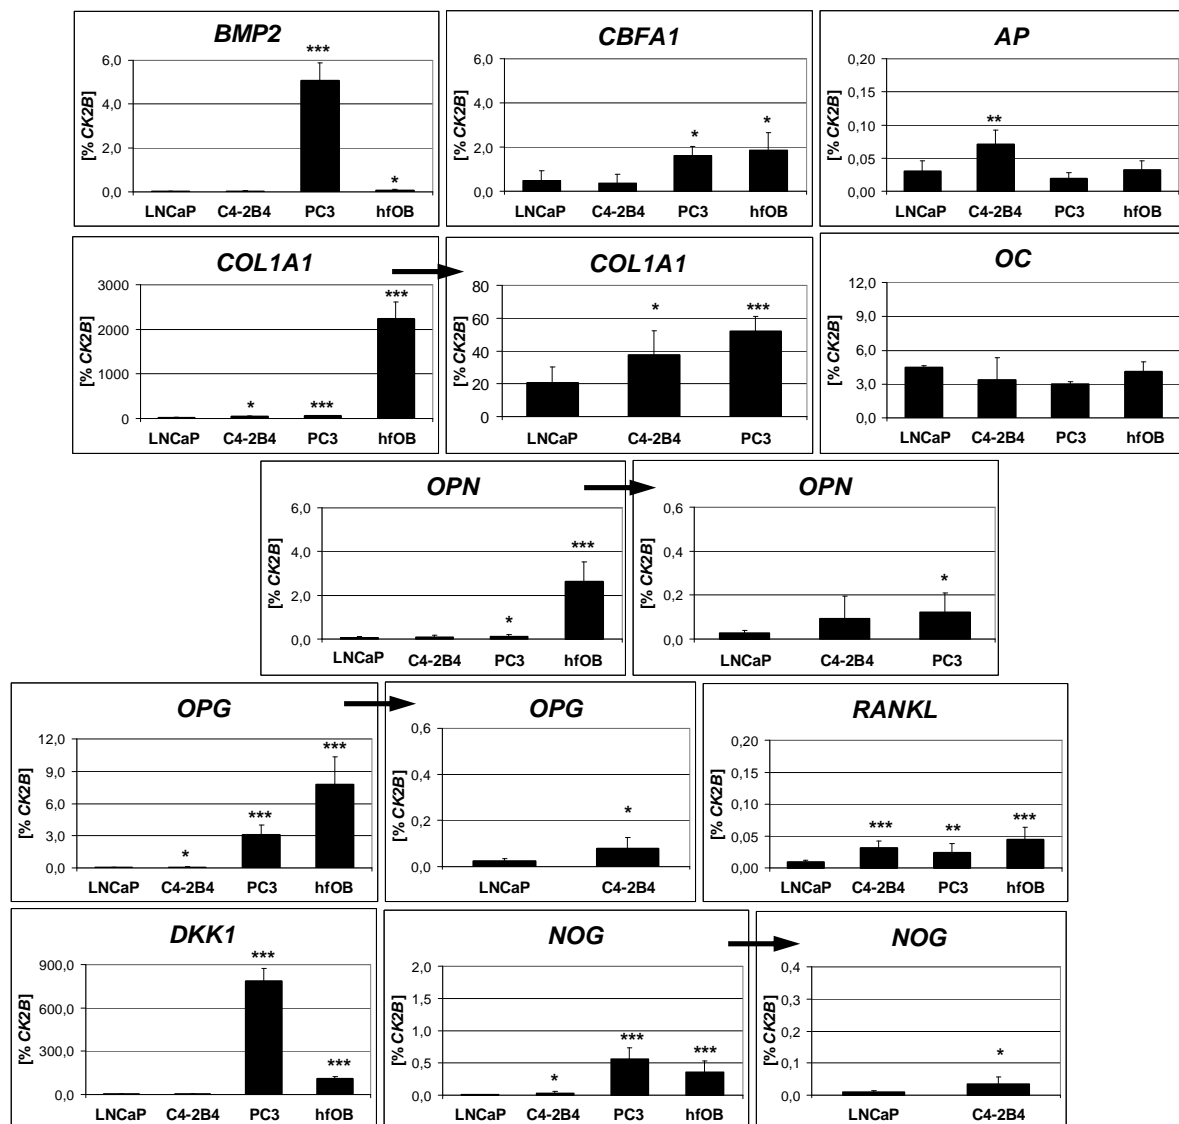 BMP2
[% CK2B]
6,0
4,0
2,0
0,0
***
*
LNCaP C4-2B4 PC3 hfOB
CBFA1
[% CK2B]
6,0
4,0
2,0
0,0
*
*
LNCaP C4-2B4 PC3 hfOB
AP
[% CK2B]
0,20
0,15
0,10
0,05
0,00
**
LNCaP C4-2B4 PC3 hfOB
COL1A1
[% CK2B]
3000
2000
1000
0
*
***
***
LNCaP C4-2B4 PC3 hfOB
COL1A1
[% CK2B]
80
60
40
20
0
*
***
LNCaP C4-2B4 PC3
OC
[% CK2B]
12,0
9,0
6,0
3,0
0,0
LNCaP C4-2B4 PC3 hfOB
OPN
[% CK2B]
6,0
4,0
2,0
0,0
*
***
LNCaP C4-2B4 PC3 hfOB
OPN
[% CK2B]
0,6
0,4
0,2
0,0
*
LNCaP C4-2B4 PC3
OPG
[% CK2B]
12,0
9,0
6,0
3,0
0,0
*
***
***
LNCaP C4-2B4 PC3 hfOB
OPG
[% CK2B]
0,6
0,4
0,2
0,0
*
LNCaP C4-2B4
RANKL
[% CK2B]
0,20
0,15
0,10
0,05
0,00
***
**
***
LNCaP C4-2B4 PC3 hfOB
DKK1
[% CK2B]
900,0
600,0
300,0
0,0
***
***
LNCaP C4-2B4 PC3 hfOB
NOG
[% CK2B]
2,0
1,5
1,0
0,5
0,0
*
***
***
LNCaP C4-2B4 PC3 hfOB
NOG
[% CK2B]
0,4
0,3
0,2
0,1
0,0
*
LNCaP C4-2B4